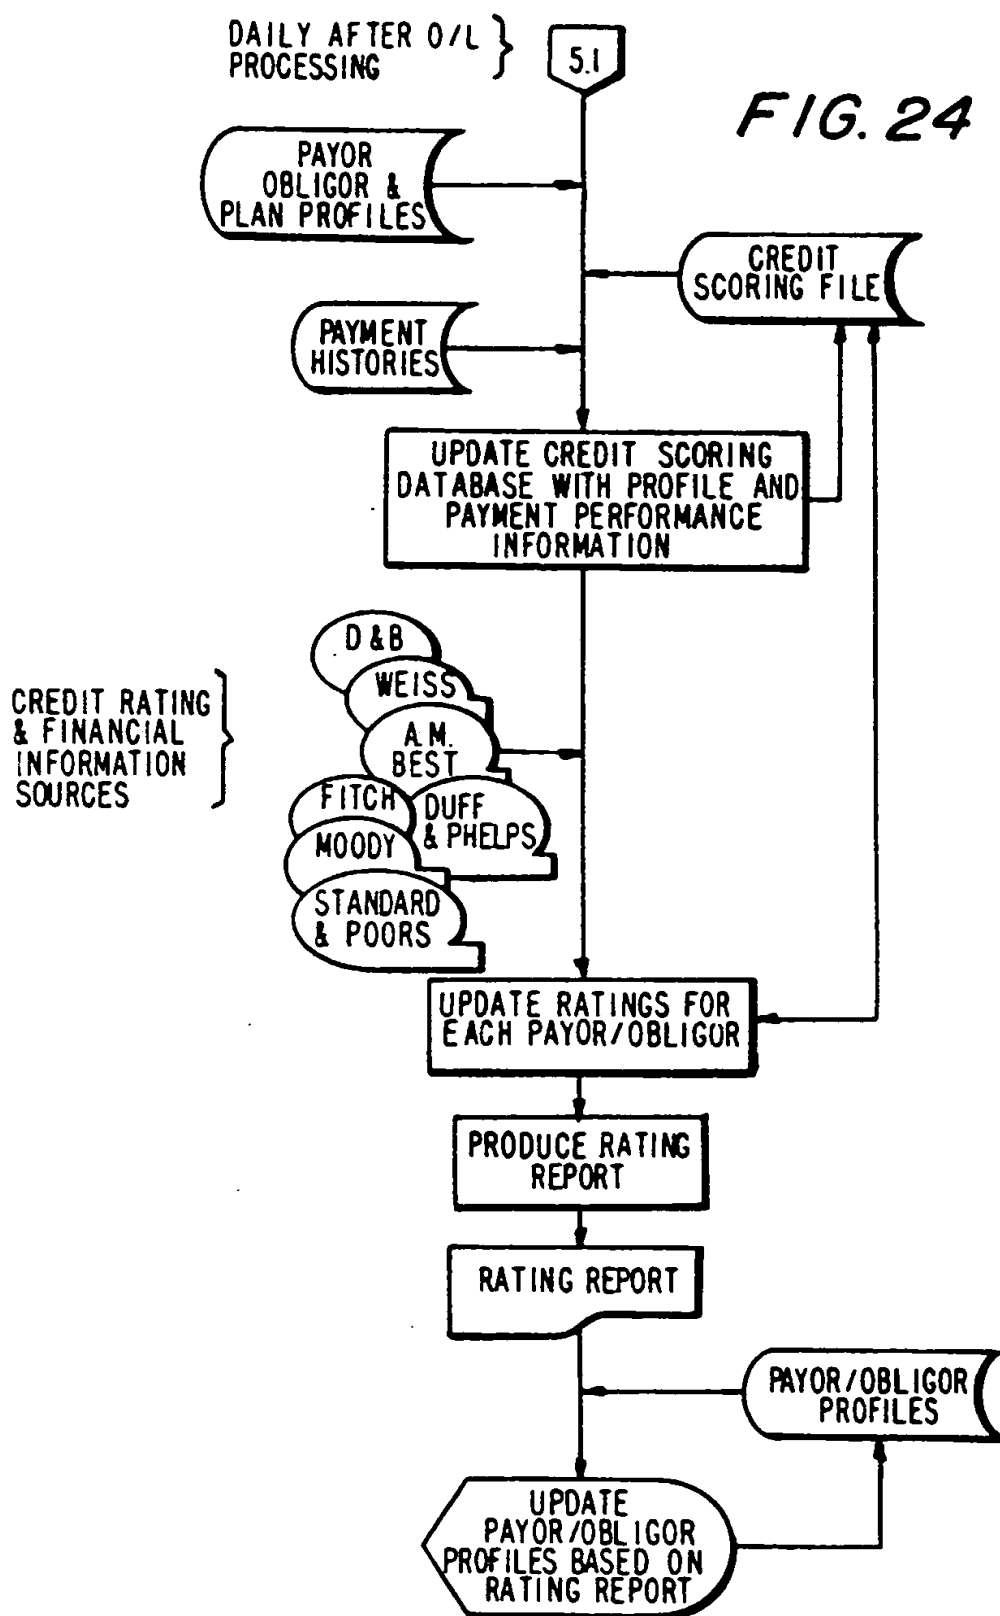 DAILY AFTER O/L
PROCESSING
5.1
FIG. 24
PAYOR
OBLIGOR &
PLAN PROFILES
CREDIT
SCORING FILE
PAYMENT
HISTORIES
UPDATE CREDIT SCORING
DATABASE WITH PROFILE AND
PAYMENT PERFORMANCE
INFORMATION
CREDIT RATING
& FINANCIAL
INFORMATION
SOURCES
D & B
WEISS
A.M.
BEST
FITCH
DUFF
& PHELPS
MOODY
STANDARD
& POORS
UPDATE RATINGS FOR
EACH PAYOR/OBLIGOR
PRODUCE RATING
REPORT
RATING REPORT
PAYOR/OBLIGOR
PROFILES
UPDATE
PAYOR/OBLIGOR
PROFILES BASED ON
RATING REPORT